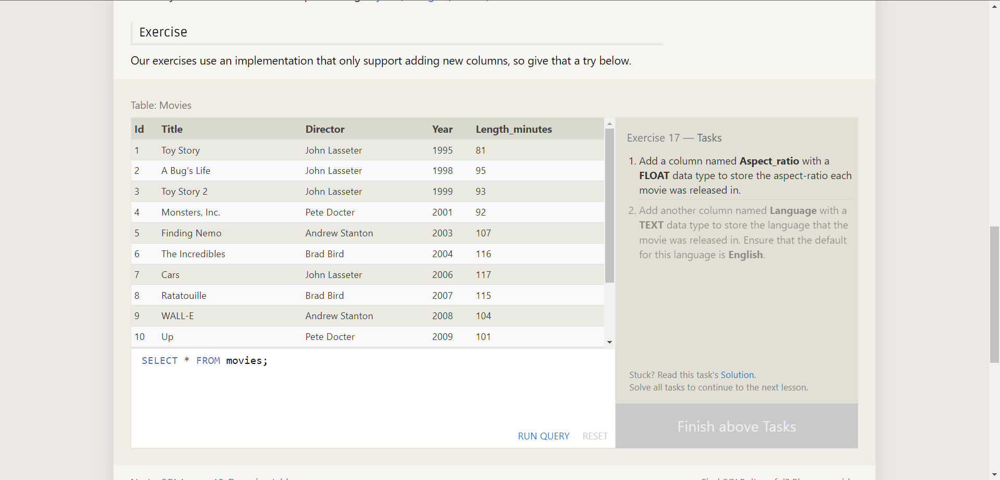 Exercise
Our exercises use an implementation that only support adding new columns, so give that a try below.
Table: Movies
Id Title Director Year Length_minutes
1 Toy Story John Lasseter 1995 81
2 A Bug's Life John Lasseter 1998 95
3 Toy Story 2 John Lasseter 1999 93
4 Monsters, Inc. Pete Docter 2001 92
5 Finding Nemo Andrew Stanton 2003 107
6 The Incredibles Brad Bird 2004 116
7 Cars John Lasseter 2006 117
8 Ratatouille Brad Bird 2007 115
9 WALL-E Andrew Stanton 2008 104
10 Up Pete Docter 2009 101
SELECT * FROM movies;
RUN QUERY RESET
Exercise 17 — Tasks
1. Add a column named Aspect_ratio with a
FLOAT data type to store the aspect-ratio each
movie was released in.
2. Add another column named Language with a
TEXT data type to store the language that the
movie was released in. Ensure that the default
for this language is English.
Stuck? Read this task's Solution.
Solve all tasks to continue to the next lesson.
Finish above Tasks